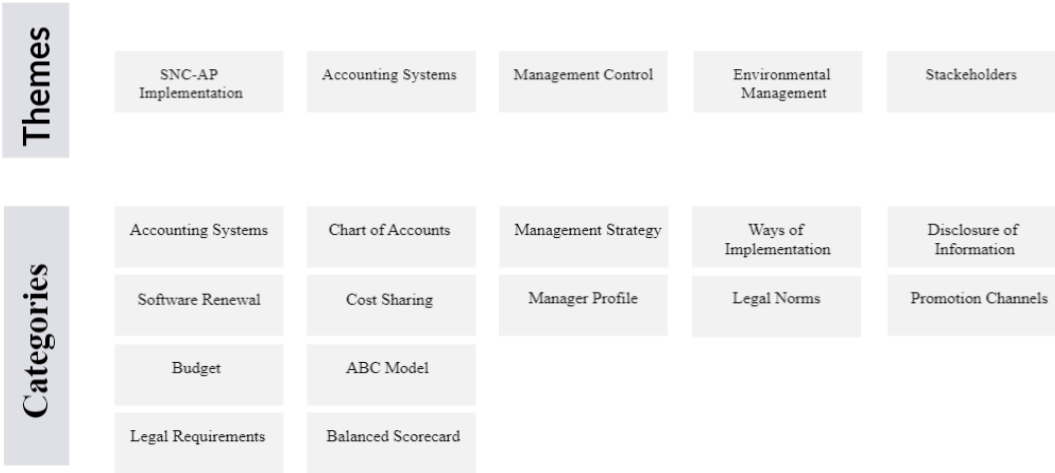 Themes
SNC-AP
Implementation
Accounting Systems
Management Control
Environmental
Management
Stackeholders
Categories
Accounting Systems
Chart of Accounts
Management Strategy
Ways of
Implementation
Disclosure of
Information
Software Renewal
Cost Sharing
Manager Profile
Legal Norms
Promotion Channels
Budget
ABC Model
Legal Requirements
Balanced Scorecard